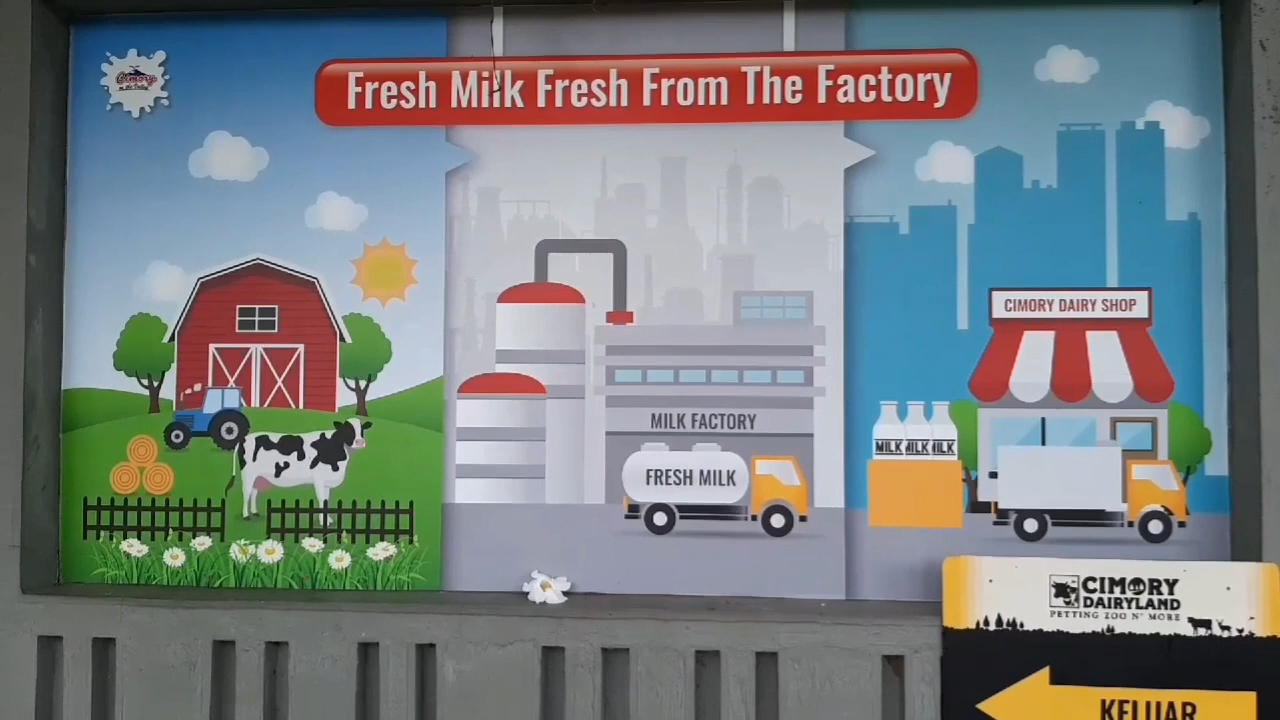 Cimory
Fresh Milk Fresh From The Factory
CIMORY DAIRY SHOP
MILK FACTORY
FRESH MILK
MILK MILK MILK
CIMORY
DAIRYLAND
PETTING ZOO N' MORE
KELUAR